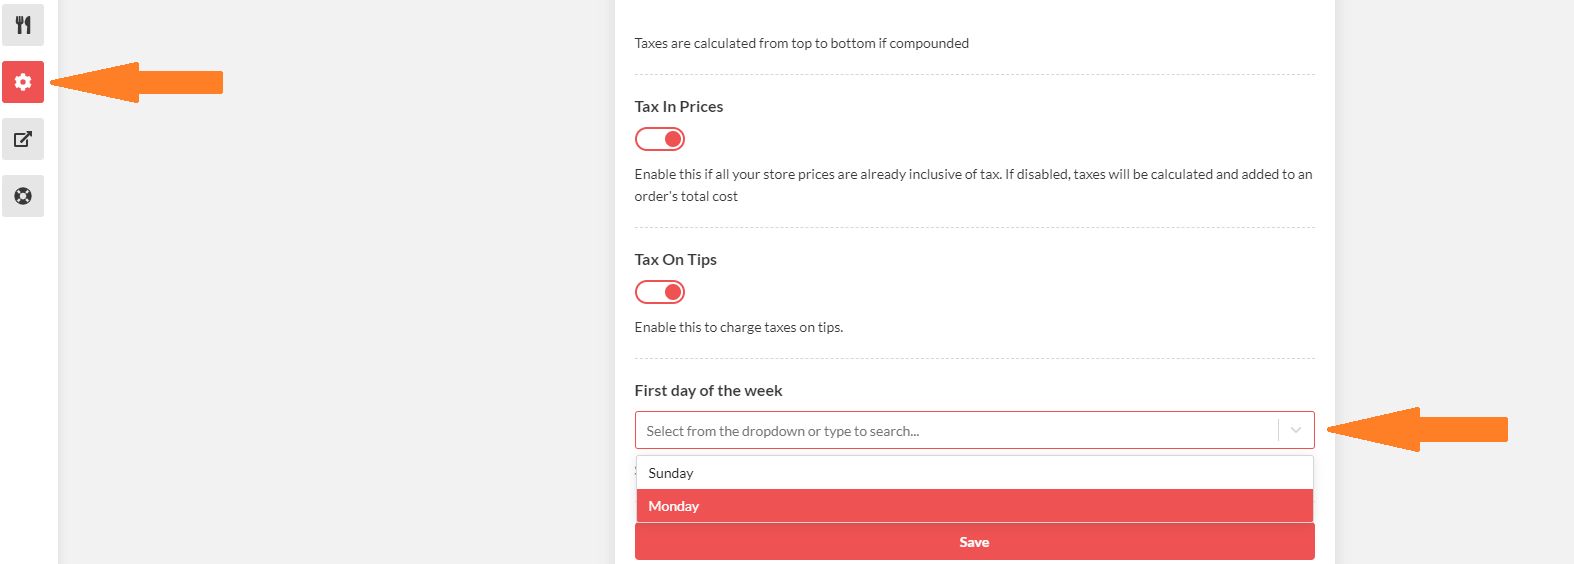 Taxes are calculated from top to bottom if compounded
Tax In Prices
Enable this if all your store prices are already inclusive of tax. If disabled, taxes will be calculated and added to an
order's total cost
Tax On Tips
Enable this to charge taxes on tips.
First day of the week
Select from the dropdown or type to search...
Sunday
Monday
Save